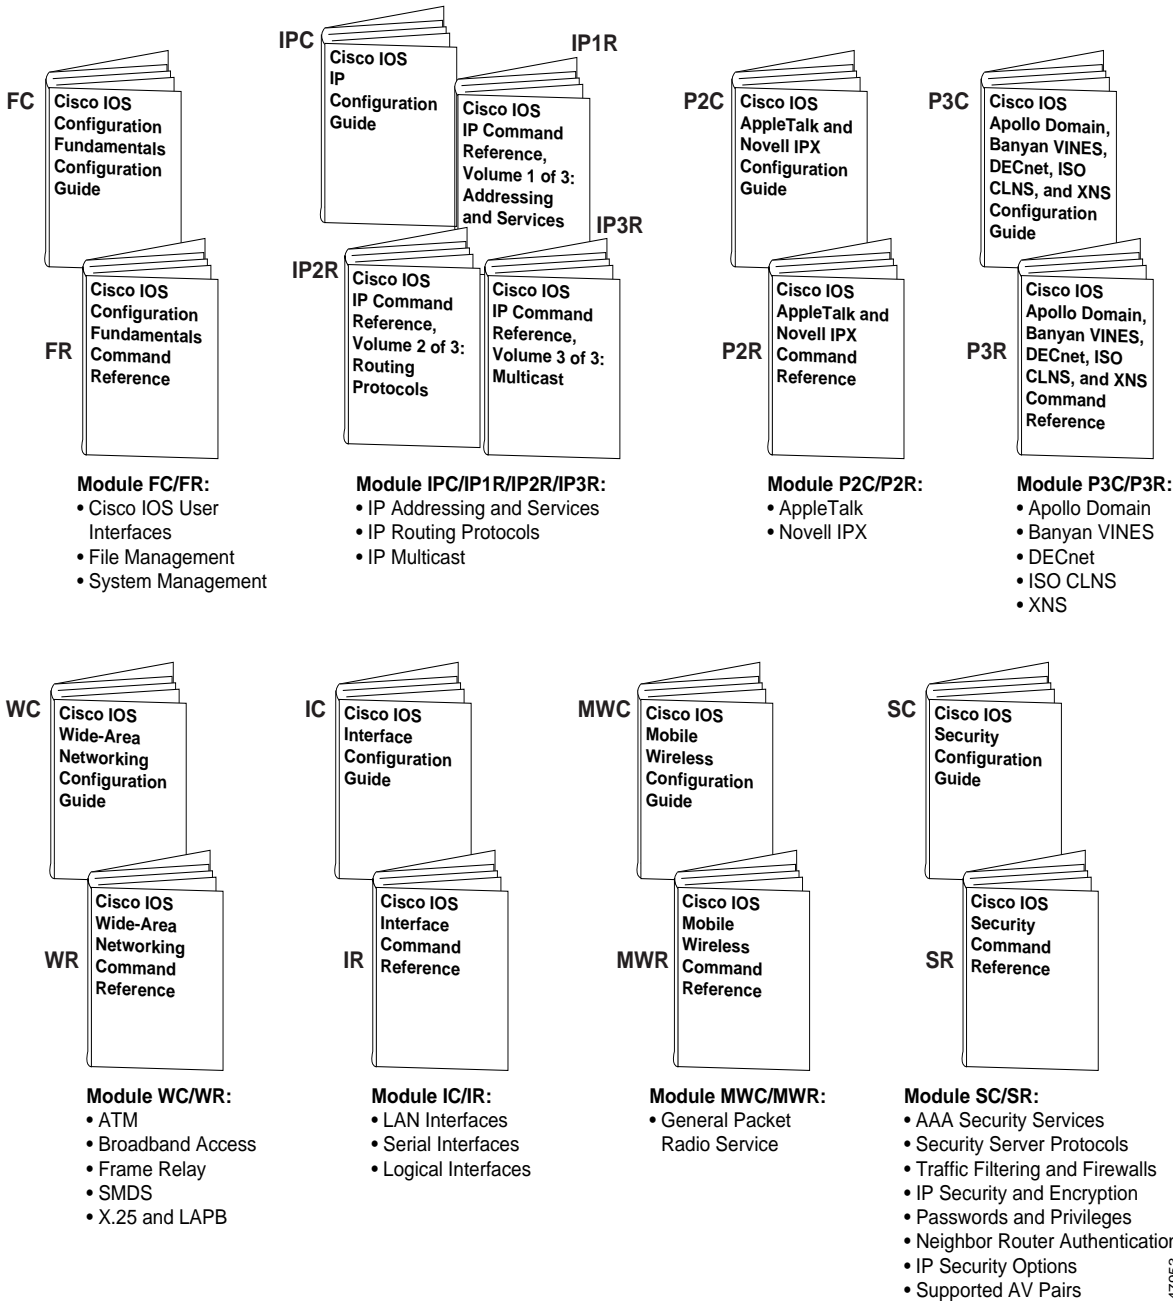 FC
Cisco IOS
Configuration
Fundamentals
Configuration
Guide
FR
Cisco IOS
Configuration
Fundamentals
Command
Reference
Module FC/FR:
• Cisco IOS User
Interfaces
• File Management
• System Management
IPC
Cisco IOS
IP
Configuration
Guide
IP1R
Cisco IOS
IP Command
Reference,
Volume 1 of 3:
Addressing
and Services
IP2R
Cisco IOS
IP Command
Reference,
Volume 2 of 3:
Routing
Protocols
IP3R
Cisco IOS
IP Command
Reference,
Volume 3 of 3:
Multicast
Module IPC/IP1R/IP2R/IP3R:
• IP Addressing and Services
• IP Routing Protocols
• IP Multicast
P2C
Cisco IOS
AppleTalk and
Novell IPX
Configuration
Guide
P2R
Cisco IOS
AppleTalk and
Novell IPX
Command
Reference
Module P2C/P2R:
• AppleTalk
• Novell IPX
P3C
Cisco IOS
Apollo Domain,
Banyan VINES,
DECnet, ISO
CLNS, and XNS
Configuration
Guide
P3R
Cisco IOS
Apollo Domain,
Banyan VINES,
DECnet, ISO
CLNS, and XNS
Command
Reference
Module P3C/P3R:
• Apollo Domain
• Banyan VINES
• DECnet
• ISO CLNS
• XNS
WC
Cisco IOS
Wide-Area
Networking
Configuration
Guide
WR
Cisco IOS
Wide-Area
Networking
Command
Reference
Module WC/WR:
• ATM
• Broadband Access
• Frame Relay
• SMDS
• X.25 and LAPB
IC
Cisco IOS
Interface
Configuration
Guide
IR
Cisco IOS
Interface
Command
Reference
Module IC/IR:
• LAN Interfaces
• Serial Interfaces
• Logical Interfaces
MWC
Cisco IOS
Mobile
Wireless
Configuration
Guide
MWR
Cisco IOS
Mobile
Wireless
Command
Reference
Module MWC/MWR:
• General Packet
Radio Service
SC
Cisco IOS
Security
Configuration
Guide
SR
Cisco IOS
Security
Command
Reference
Module SC/SR:
• AAA Security Services
• Security Server Protocols
• Traffic Filtering and Firewalls
• IP Security and Encryption
• Passwords and Privileges
• Neighbor Router Authentication
• IP Security Options
• Supported AV Pairs